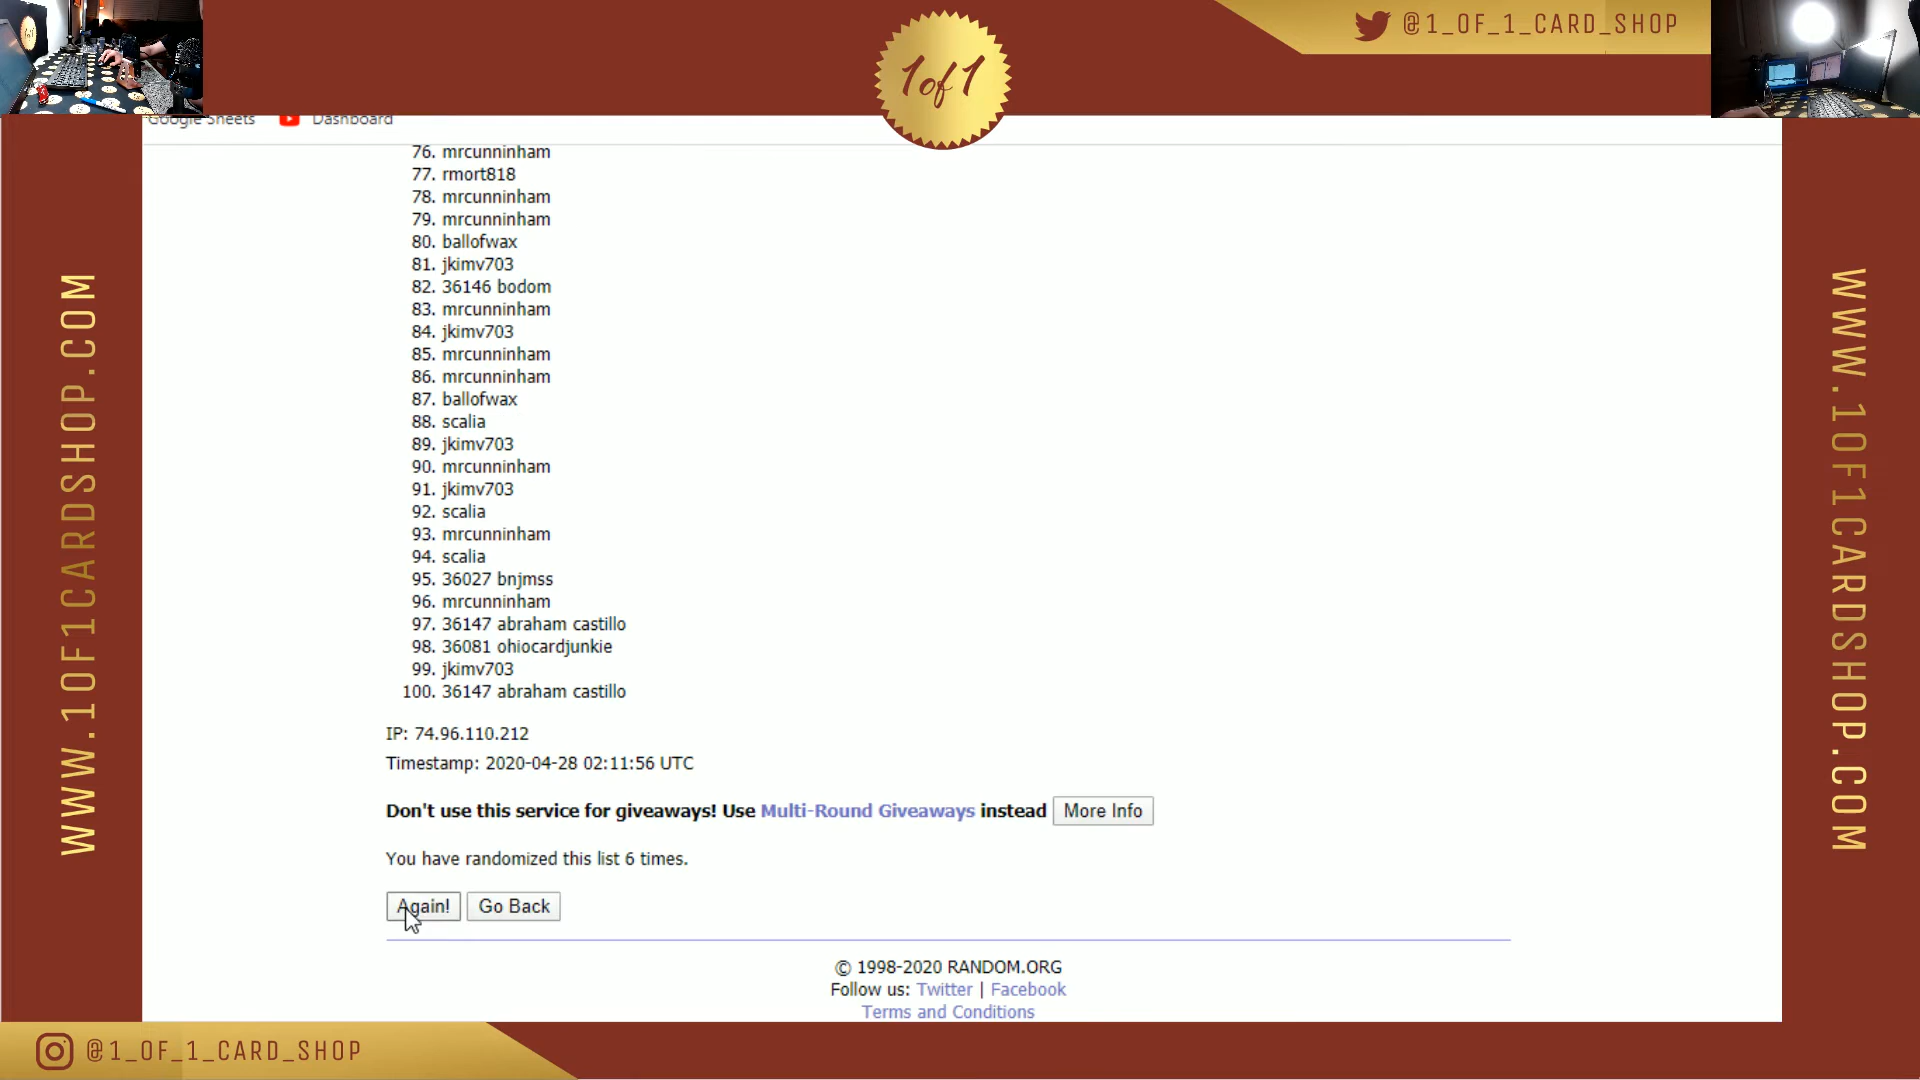 1 of 1
@1_OF_1_CARD_SHOP
Google Sheets
Dashboard
76. mrcunninham
77. rmort818
78. mrcunninham
79. mrcunninham
80. ballofwax
81. jkimv703
82. 36146 bodom
83. mrcunninham
84. jkimv703
85. mrcunninham
86. mrcunninham
87. ballofwax
88. scalia
89. jkimv703
90. mrcunninham
91. jkimv703
92. scalia
93. mrcunninham
94. scalia
95. 36027 bnjmss
96. mrcunninham
97. 36147 abraham castillo
98. 36081 ohiocardjunkie
99. jkimv703
100. 36147 abraham castillo
IP: 74.96.110.212
Timestamp: 2020-04-28 02:11:56 UTC
Don't use this service for giveaways! Use Multi-Round Giveaways instead More Info
You have randomized this list 6 times.
Again! Go Back
© 1998-2020 RANDOM.ORG
Follow us: Twitter | Facebook
Terms and Conditions
WWW.1OF1CARDSHOP.COM
WWW.1OF1CARDSHOP.COM
@1_OF_1_CARD_SHOP